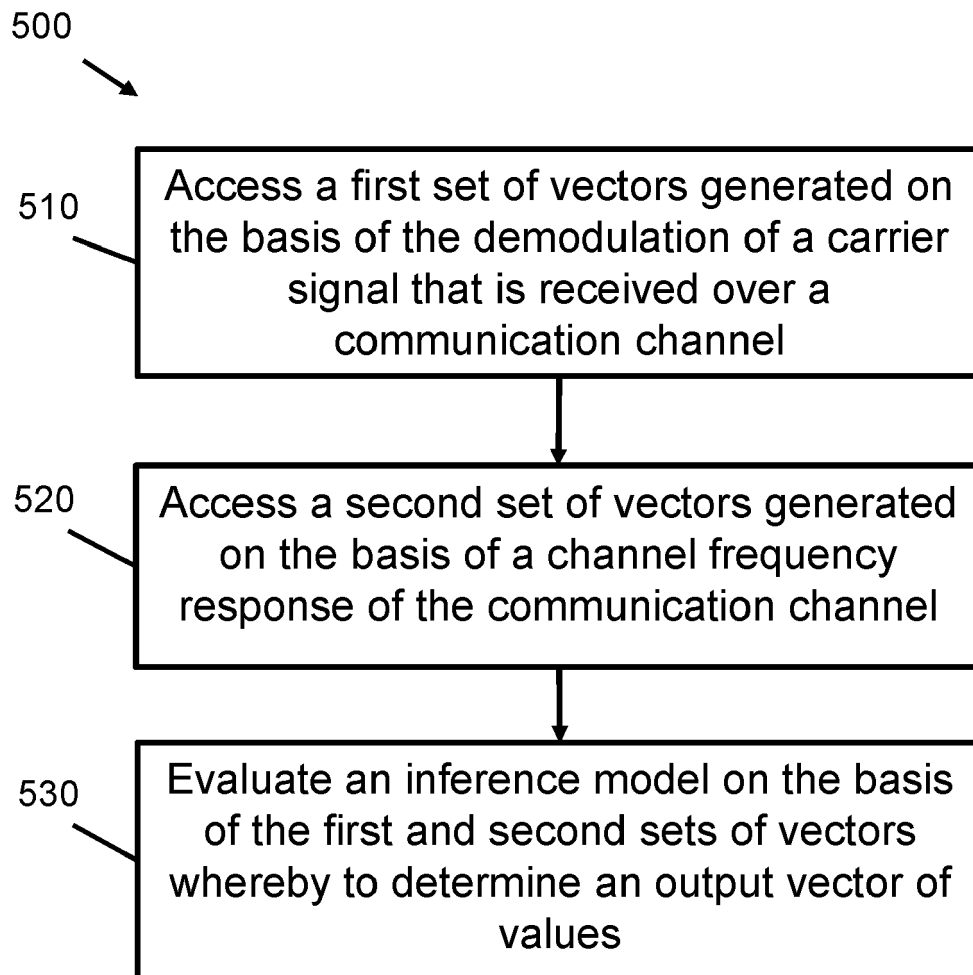 500
510
Access a first set of vectors generated on
the basis of the demodulation of a carrier
signal that is received over a
communication channel
520
Access a second set of vectors generated
on the basis of a channel frequency
response of the communication channel
530
Evaluate an inference model on the basis
of the first and second sets of vectors
whereby to determine an output vector of
values